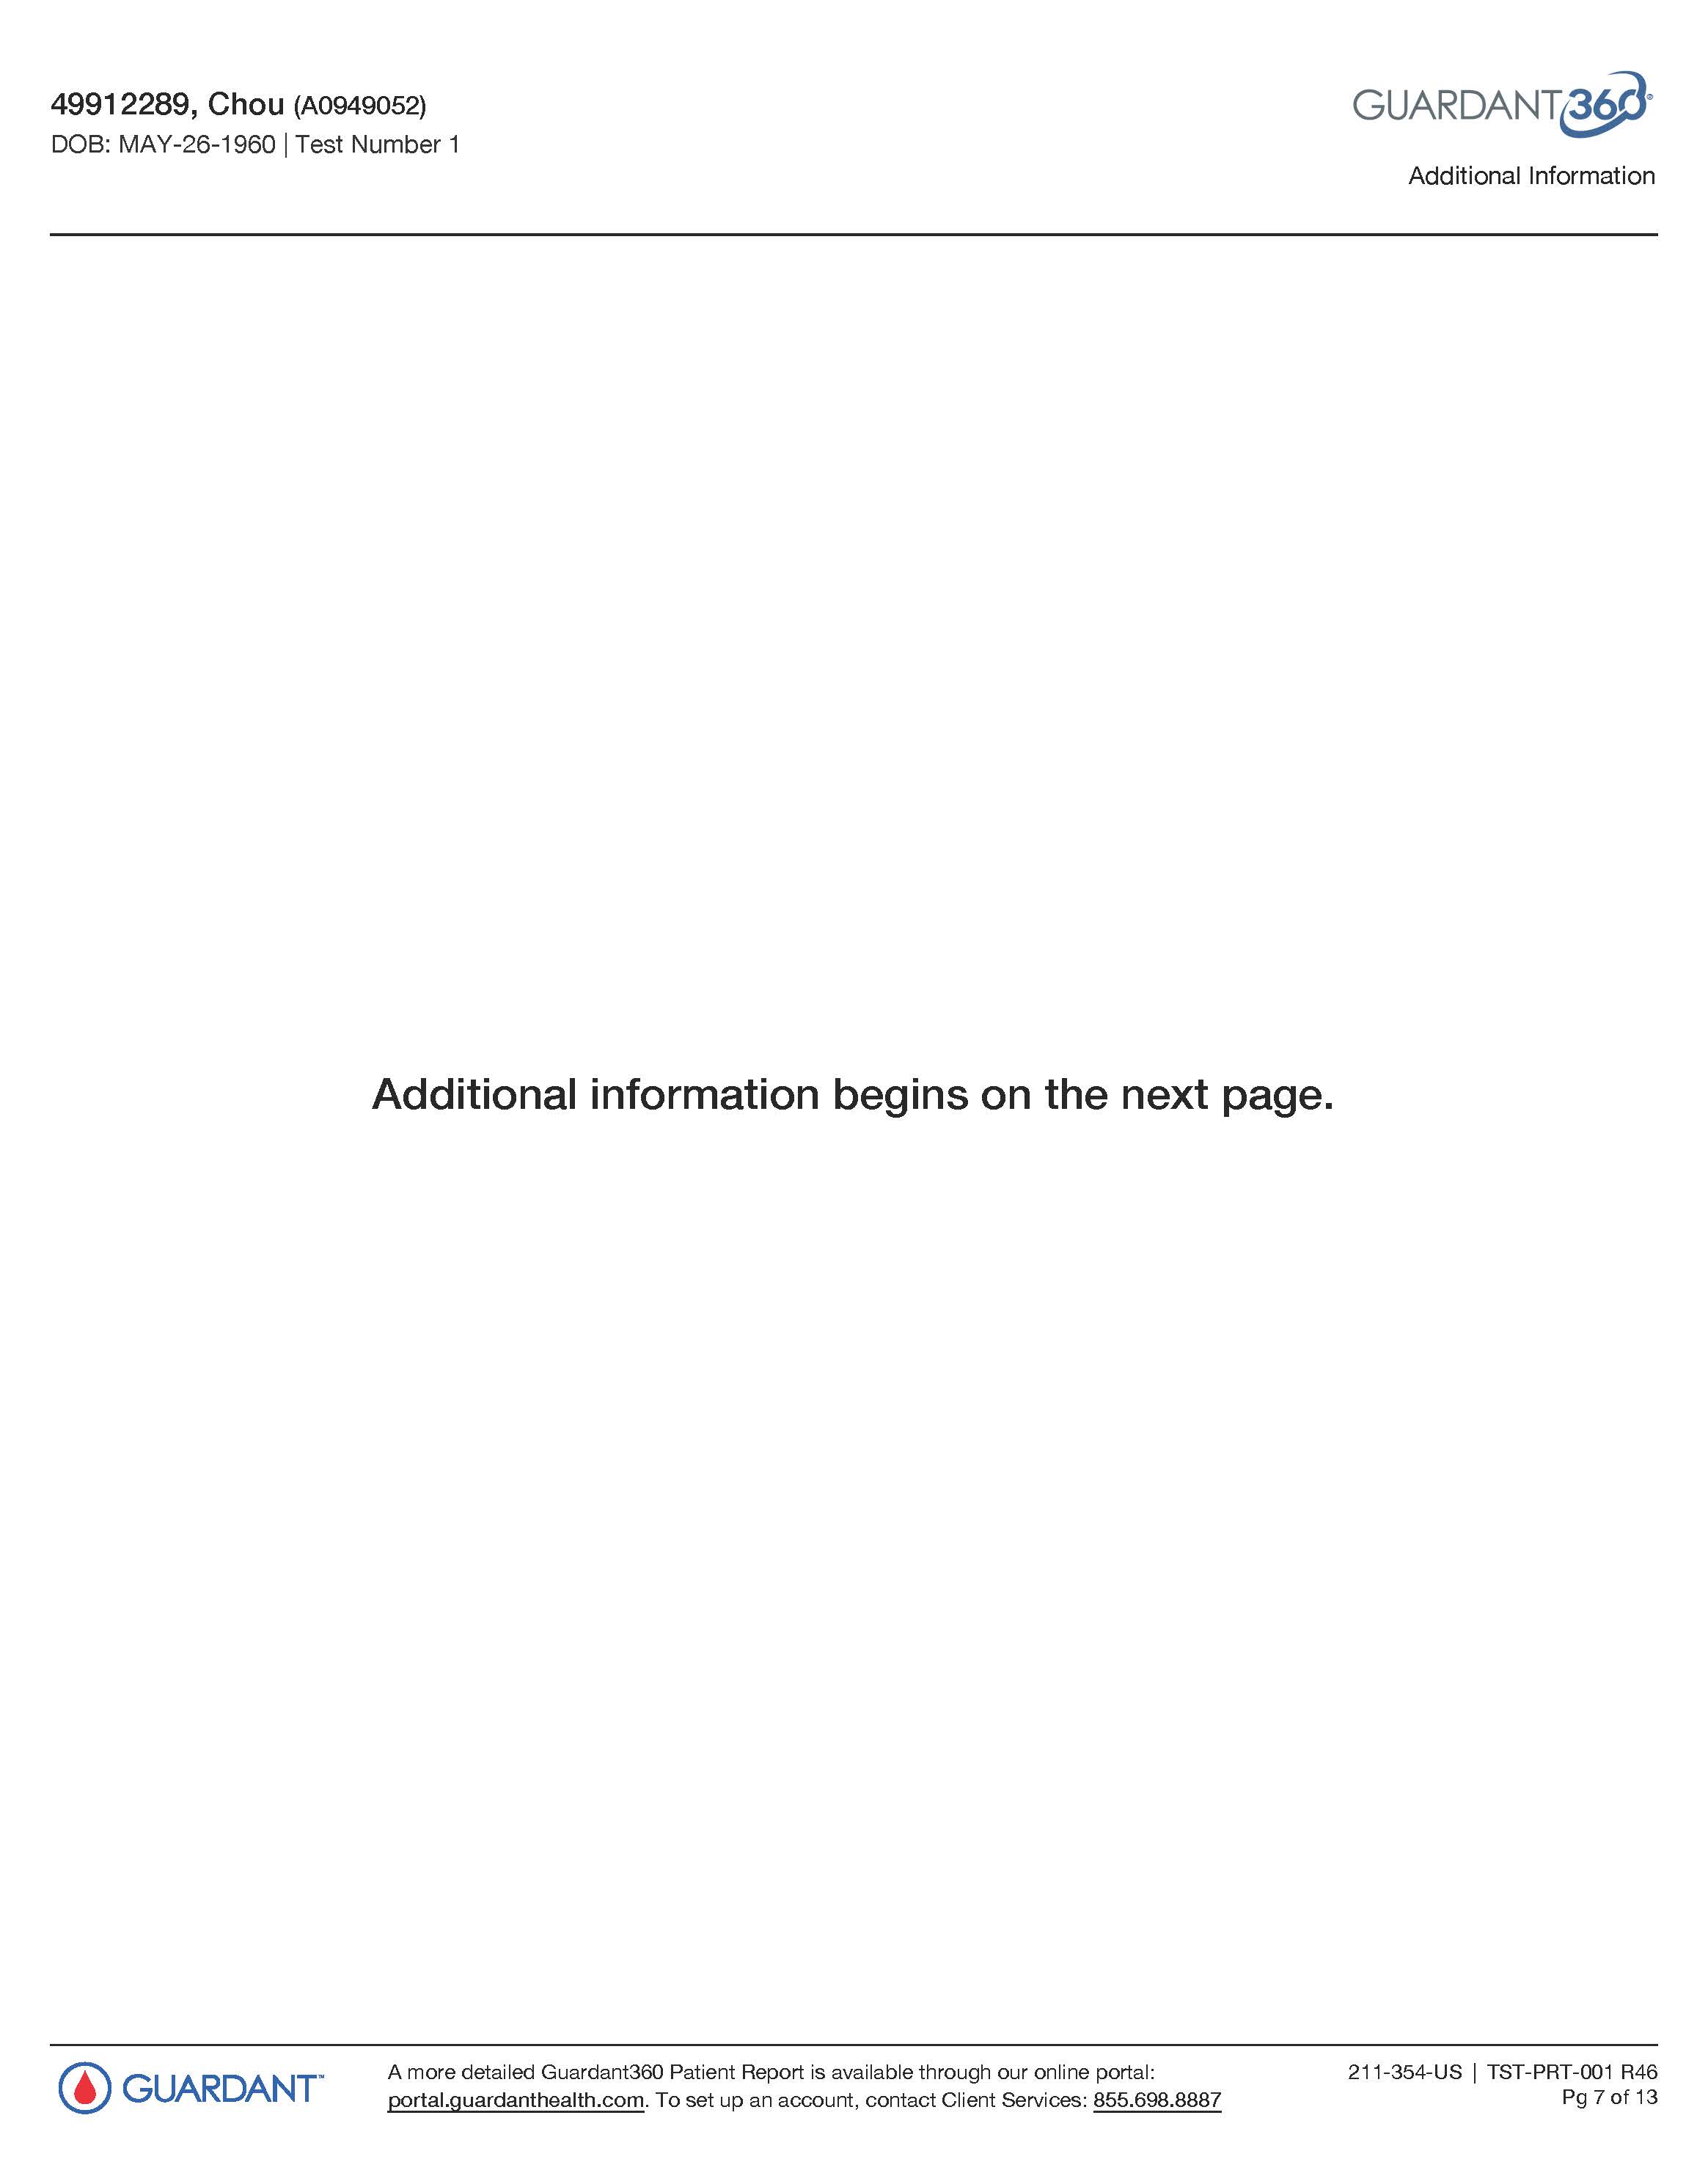 49912289, Chou (A0949052)
DOB: MAY-26-1960 | Test Number 1
GUARDANT360®
Additional Information
Additional information begins on the next page.
GUARDANT™
A more detailed Guardant360 Patient Report is available through our online portal:
portal.guardanthealth.com. To set up an account, contact Client Services: 855.698.8887
211-354-US | TST-PRT-001 R46
Pg 7 of 13